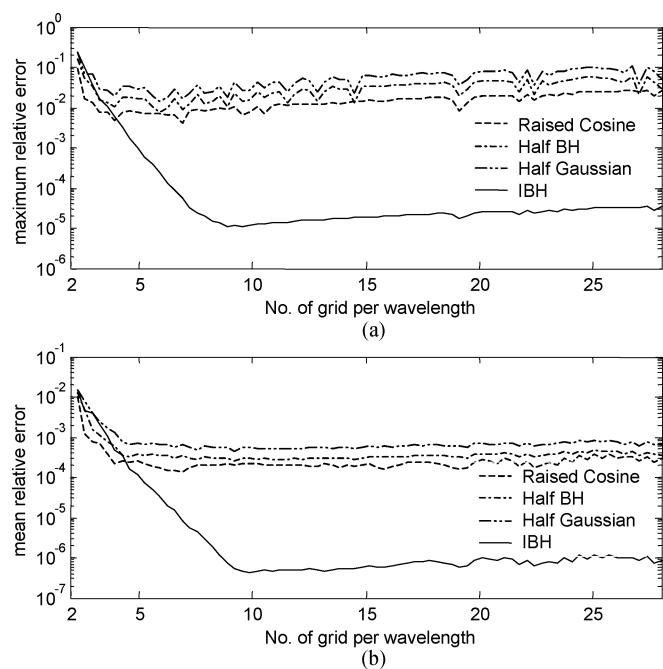 10^0
10^-1
10^-2
10^-3
10^-4
10^-5
10^-6
maximum relative error
Raised Cosine
Half BH
Half Gaussian
IBH
2 5 10 15 20 25
No. of grid per wavelength
(a)
10^-1
10^-2
10^-3
10^-4
10^-5
10^-6
10^-7
mean relative error
Raised Cosine
Half BH
Half Gaussian
IBH
2 5 10 15 20 25
No. of grid per wavelength
(b)